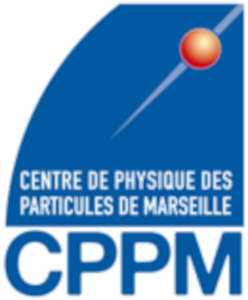 CENTRE DE PHYSIQUE DES
PARTICULES DE MARSEILLE
CPPM